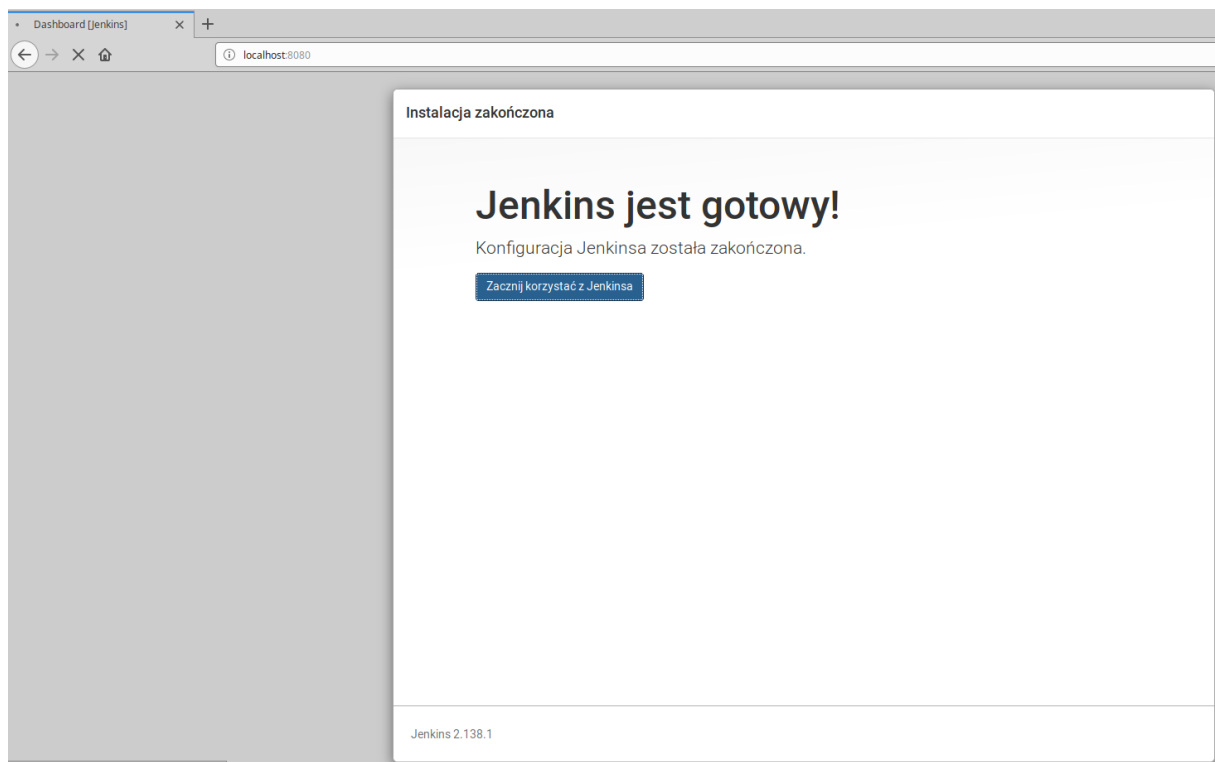 Dashboard [Jenkins]
localhost:8080
Instalacja zakończona
Jenkins jest gotowy!
Konfiguracja Jenkinsa została zakończona.
Zacznij korzystać z Jenkinsa
Jenkins 2.138.1